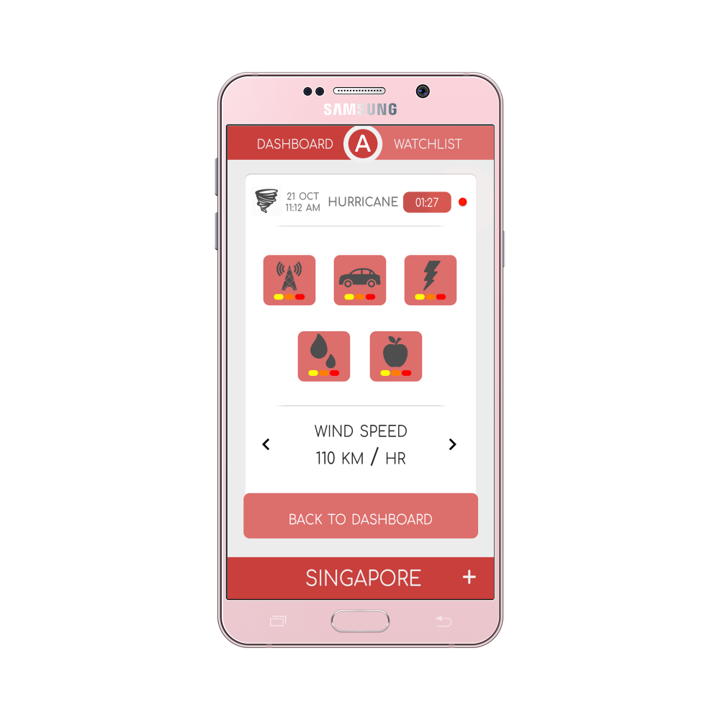 SAMSUNG
DASHBOARD A WATCHLIST
21 OCT
11:12 AM HURRICANE 01:27
WIND SPEED
110 KM / HR
BACK TO DASHBOARD
SINGAPORE +